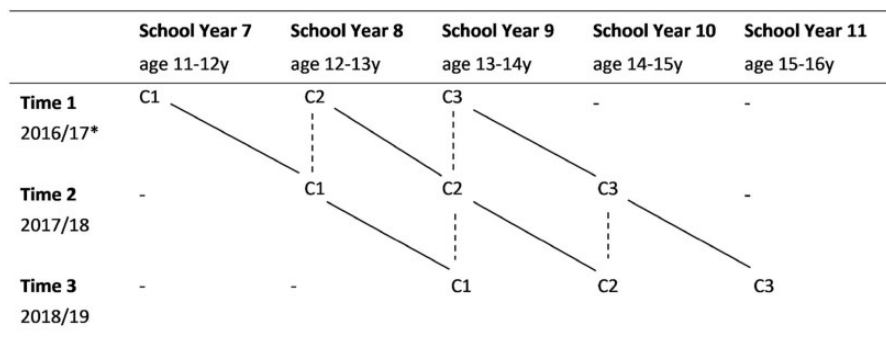 School Year 7 School Year 8 School Year 9 School Year 10 School Year 11
age 11-12y age 12-13y age 13-14y age 14-15y age 15-16y
Time 1 C1 C2 C3 - -
2016/17*
Time 2 - C1 C2 C3 -
2017/18
Time 3 - - C1 C2 C3
2018/19